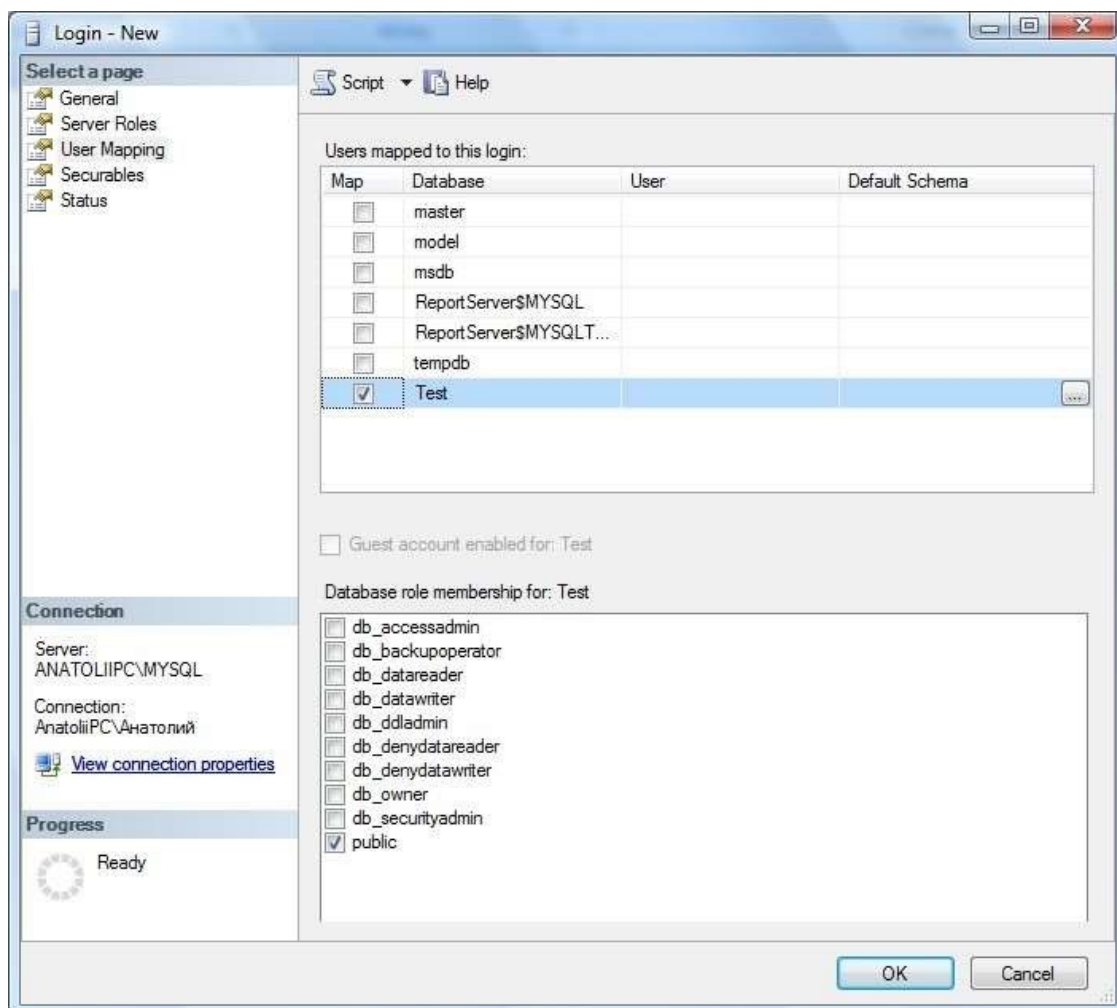 Login - New
Select a page
General
Server Roles
User Mapping
Securables
Status
Script Help
Users mapped to this login:
Map Database User Default Schema
master
model
msdb
ReportServer$MYSQL
ReportServer$MYSQLT...
tempdb
Test ...
Guest account enabled for: Test
Database role membership for: Test
db_accessadmin
db_backupoperator
db_datareader
db_datawriter
db_ddladmin
db_denydatareader
db_denydatawriter
db_owner
db_securityadmin
public
Connection
Server:
ANATOLIIPC\MYSQL
Connection:
AnatoliiPC\Анатолий
View connection properties
Progress
Ready
OK Cancel